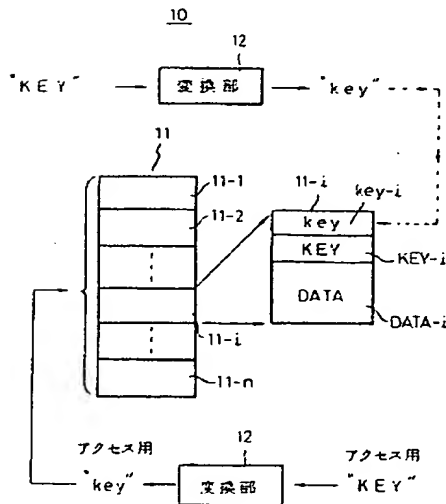 10
12
"KEY" 変換部 "key"
11
11-1
11-2
11-i
11-n
11-i
key key-i
KEY KEY-i
DATA DATA-i
アクセス用 12 アクセス用
"key" 変換部 "KEY"